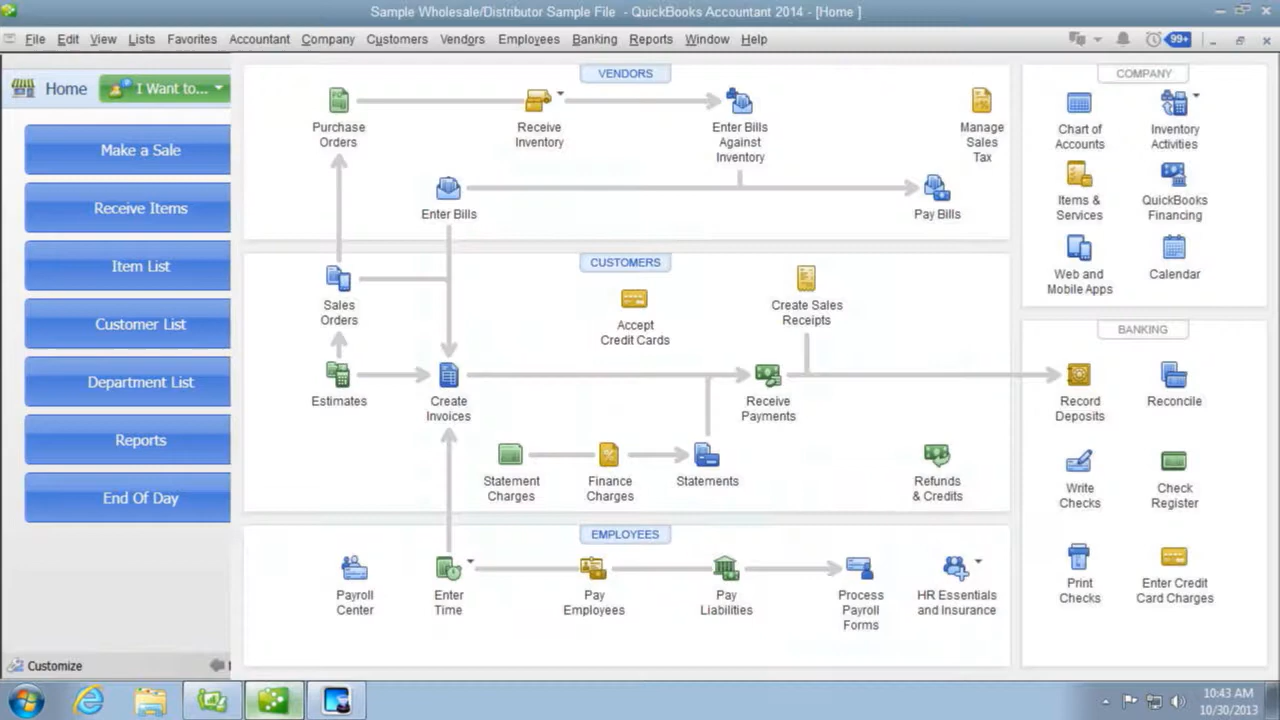 Sample Wholesale/Distributor Sample File - QuickBooks Accountant 2014 - [Home ]
File Edit View Lists Favorites Accountant Company Customers Vendors Employees Banking Reports Window Help
99+
Home
I Want to...
Make a Sale
Receive Items
Item List
Customer List
Department List
Reports
End Of Day
Customize
VENDORS
Purchase
Orders
Receive
Inventory
Enter Bills
Against
Inventory
Manage
Sales
Tax
Enter Bills
Pay Bills
CUSTOMERS
Sales
Orders
Accept
Credit Cards
Create Sales
Receipts
Estimates
Create
Invoices
Receive
Payments
Statement
Charges
Finance
Charges
Statements
Refunds
& Credits
EMPLOYEES
Payroll
Center
Enter
Time
Pay
Employees
Pay
Liabilities
Process
Payroll
Forms
HR Essentials
and Insurance
COMPANY
Chart of
Accounts
Inventory
Activities
Items &
Services
QuickBooks
Financing
Web and
Mobile Apps
Calendar
BANKING
Record
Deposits
Reconcile
Write
Checks
Check
Register
Print
Checks
Enter Credit
Card Charges
10:43 AM
10/30/2013